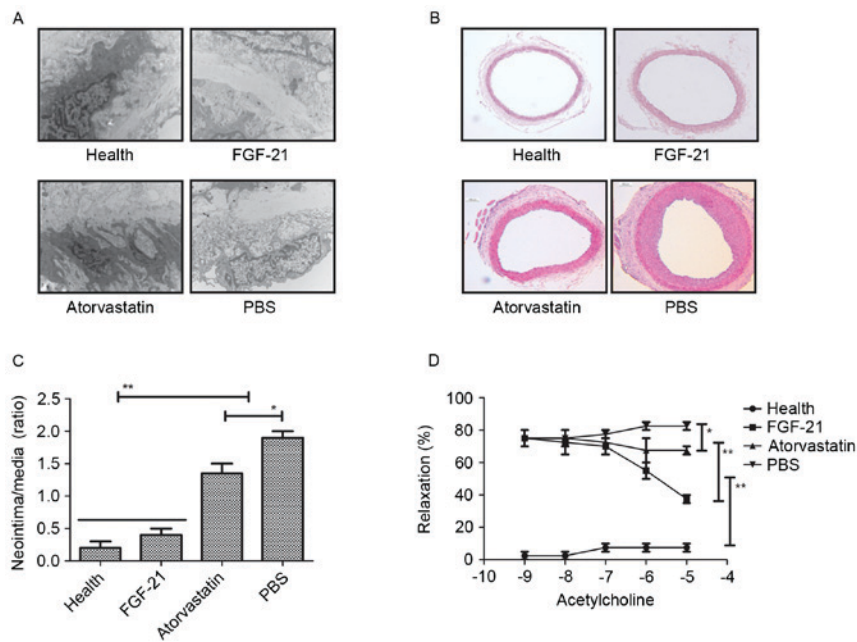 A
B
Health
FGF-21
Health
FGF-21
Atorvastatin
PBS
Atorvastatin
PBS
C
Neointima/media (ratio)
2.5
2.0
1.5
1.0
0.5
0.0
**
*
Health
FGF-21
Atorvastatin
PBS
D
Relaxation (%)
100
80
60
40
20
0
-10
-9
-8
-7
-6
-5
-4
Acetylcholine
Health
FGF-21
Atorvastatin
PBS
*
**
**